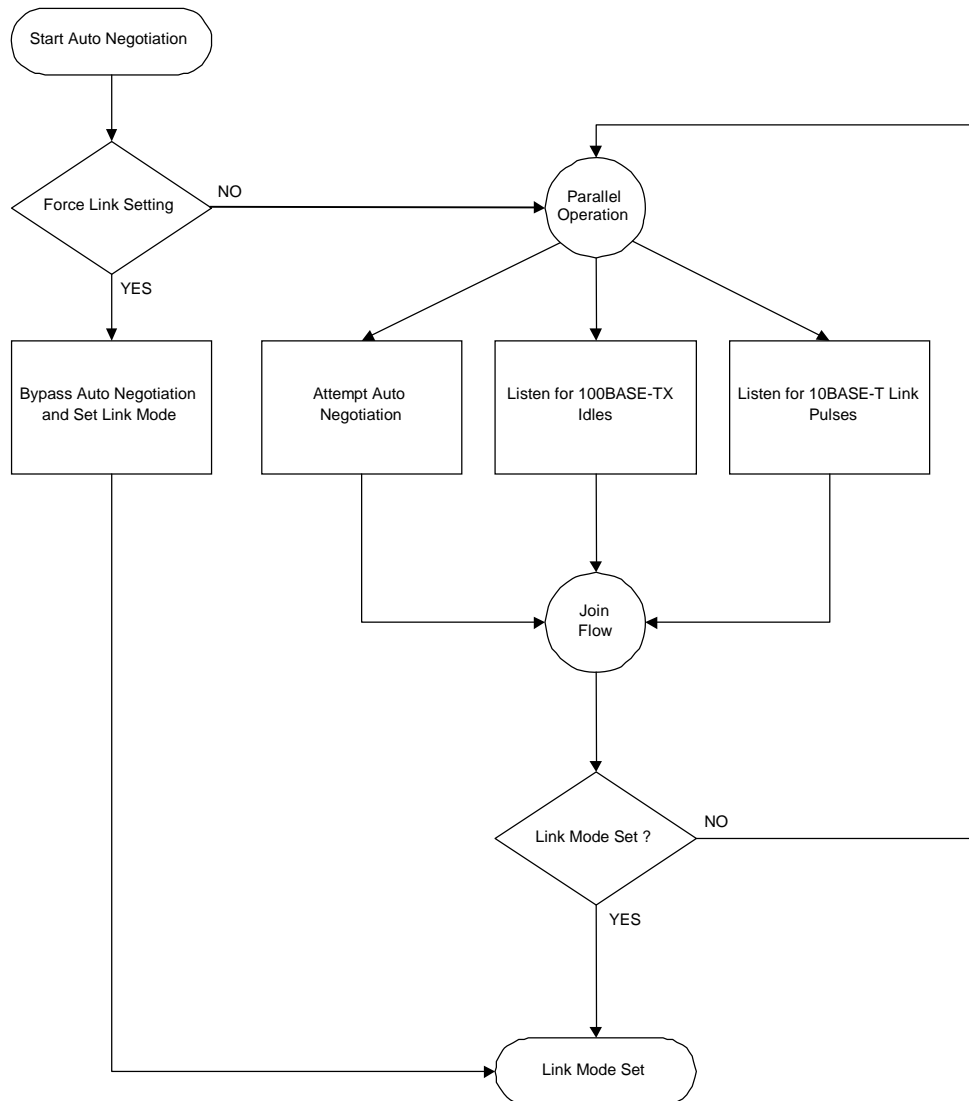 Start Auto Negotiation
Force Link Setting
NO
Parallel
Operation
YES
Bypass Auto Negotiation
and Set Link Mode
Attempt Auto
Negotiation
Listen for 100BASE-TX
Idles
Listen for 10BASE-T Link
Pulses
Join
Flow
Link Mode Set ?
NO
YES
Link Mode Set